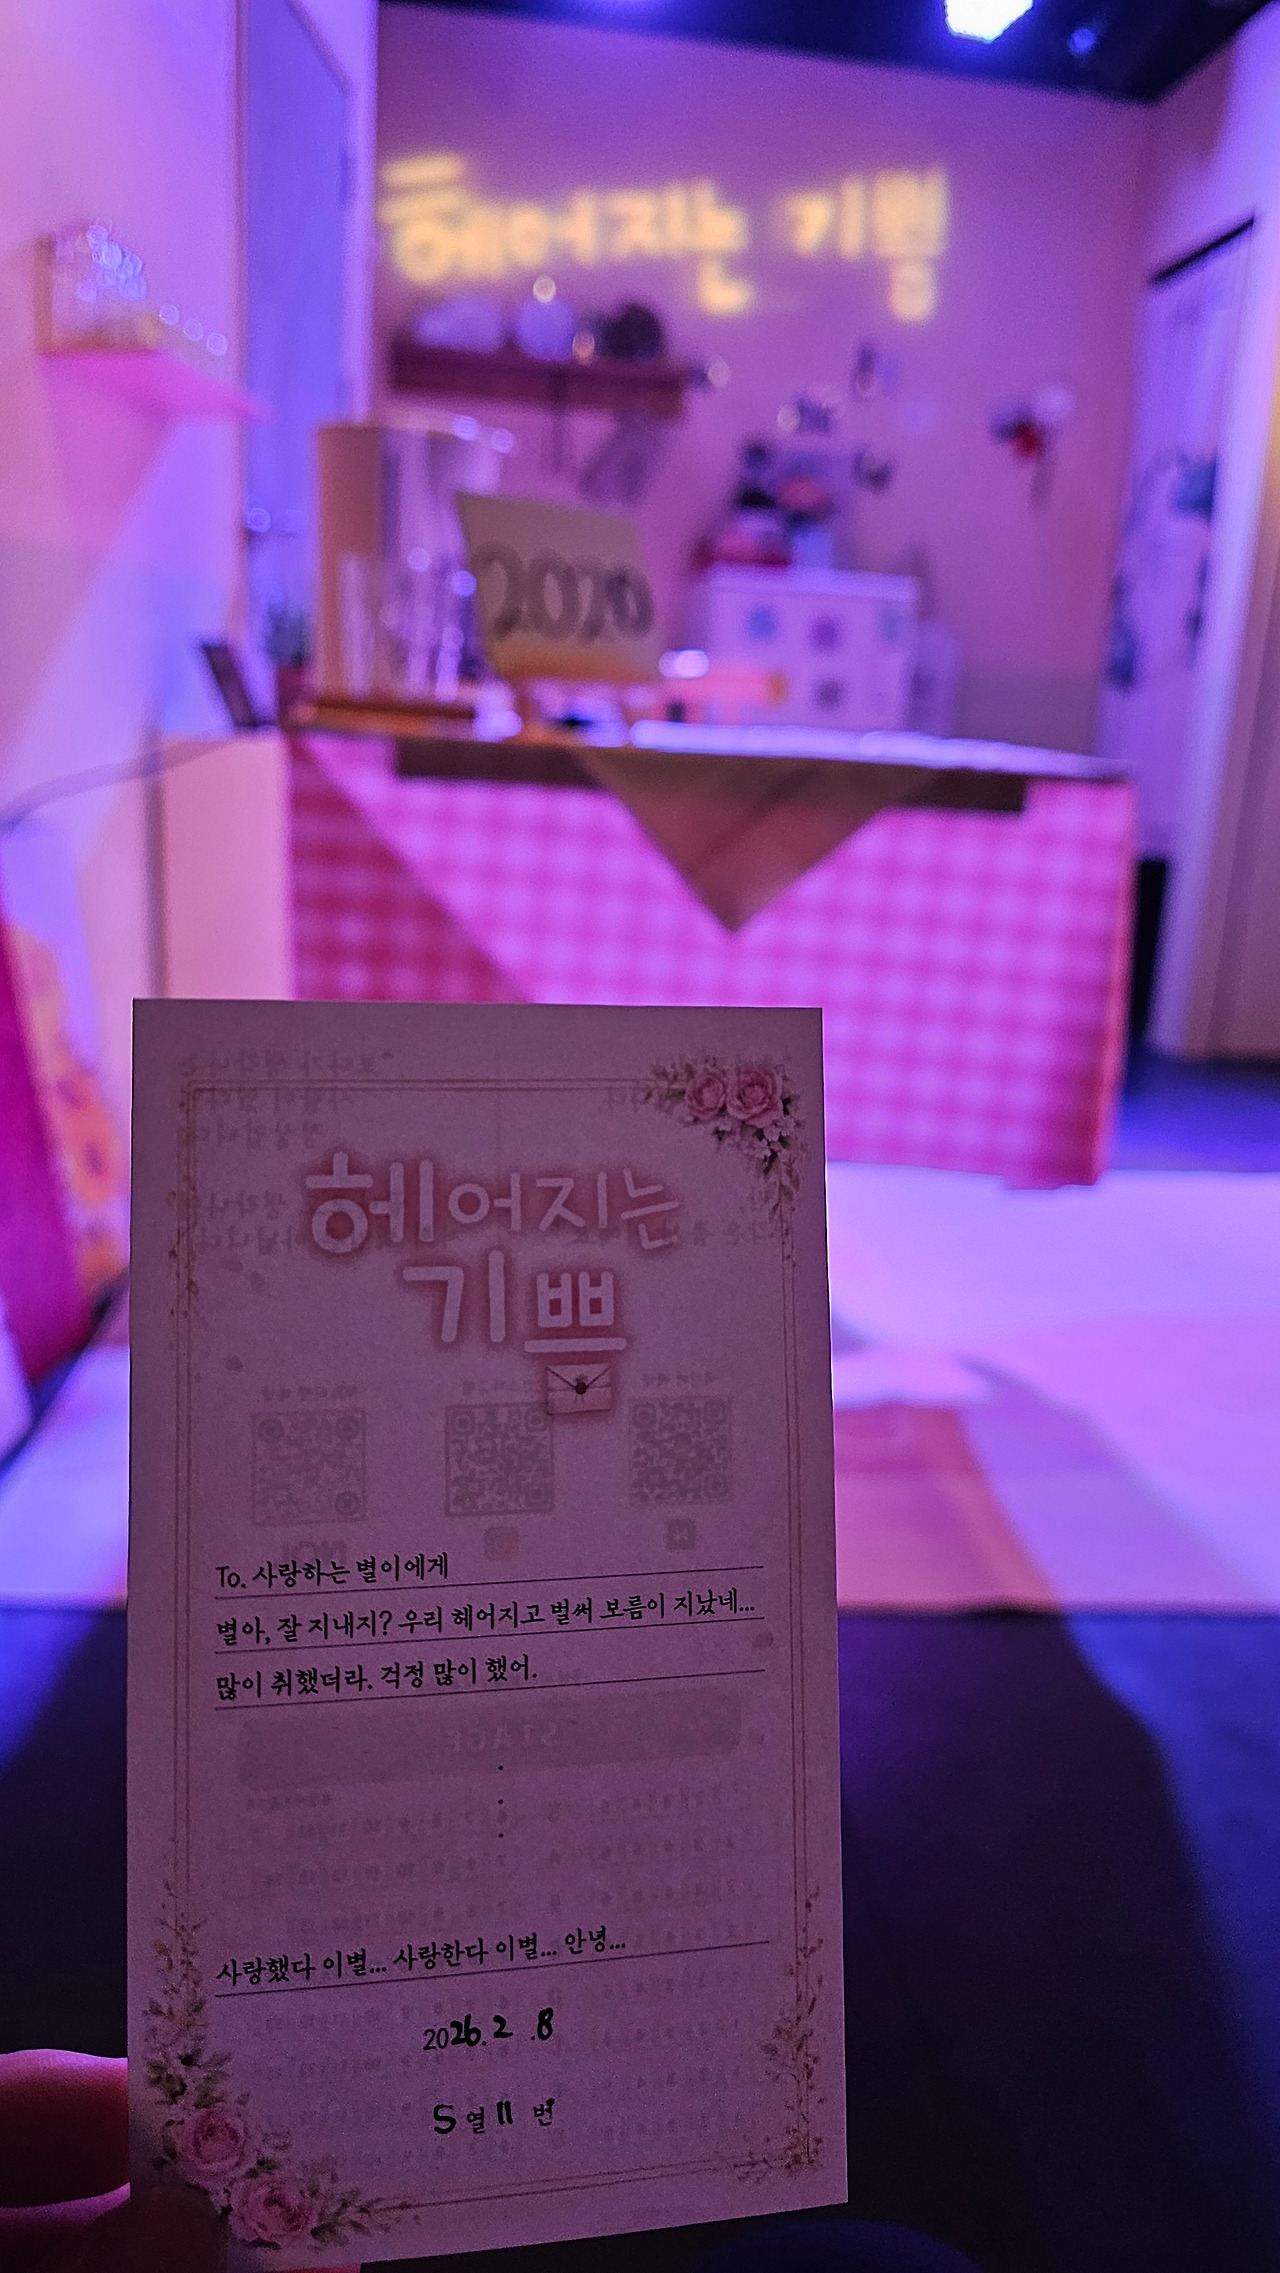 헤어지는 기쁨
2020
헤어지는
기쁨
To. 사랑하는 별이에게
별아, 잘 지내지? 우리 헤어지고 벌써 보름이 지났네...
많이 취했더라. 걱정 많이 했어.
사랑했다 이별... 사랑한다 이별... 안녕...
2026. 2 .8
S 열 11 번